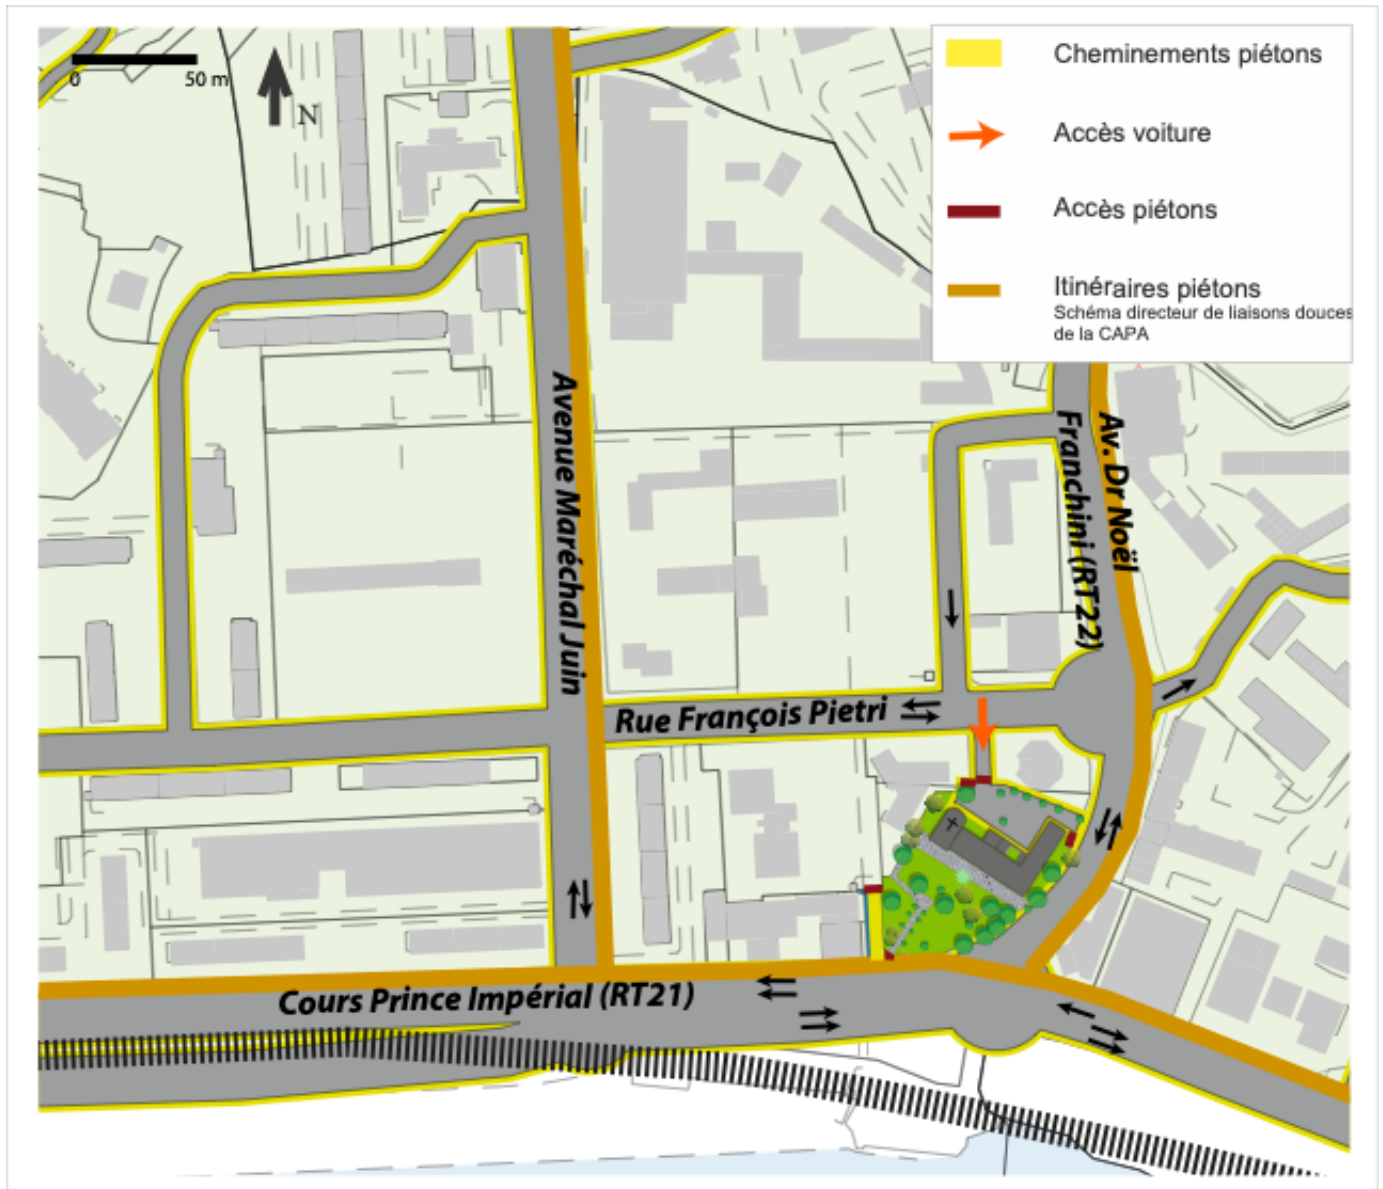 0 50 m
N
Cheminements piétons
Accès voiture
Accès piétons
Itinéraires piétons
Schéma directeur de liaisons douces
de la CAPA
Avenue Maréchal Juin
Av. Dr Noël
Franchini (RT22)
Rue François Pietri
Cours Prince Impérial (RT21)